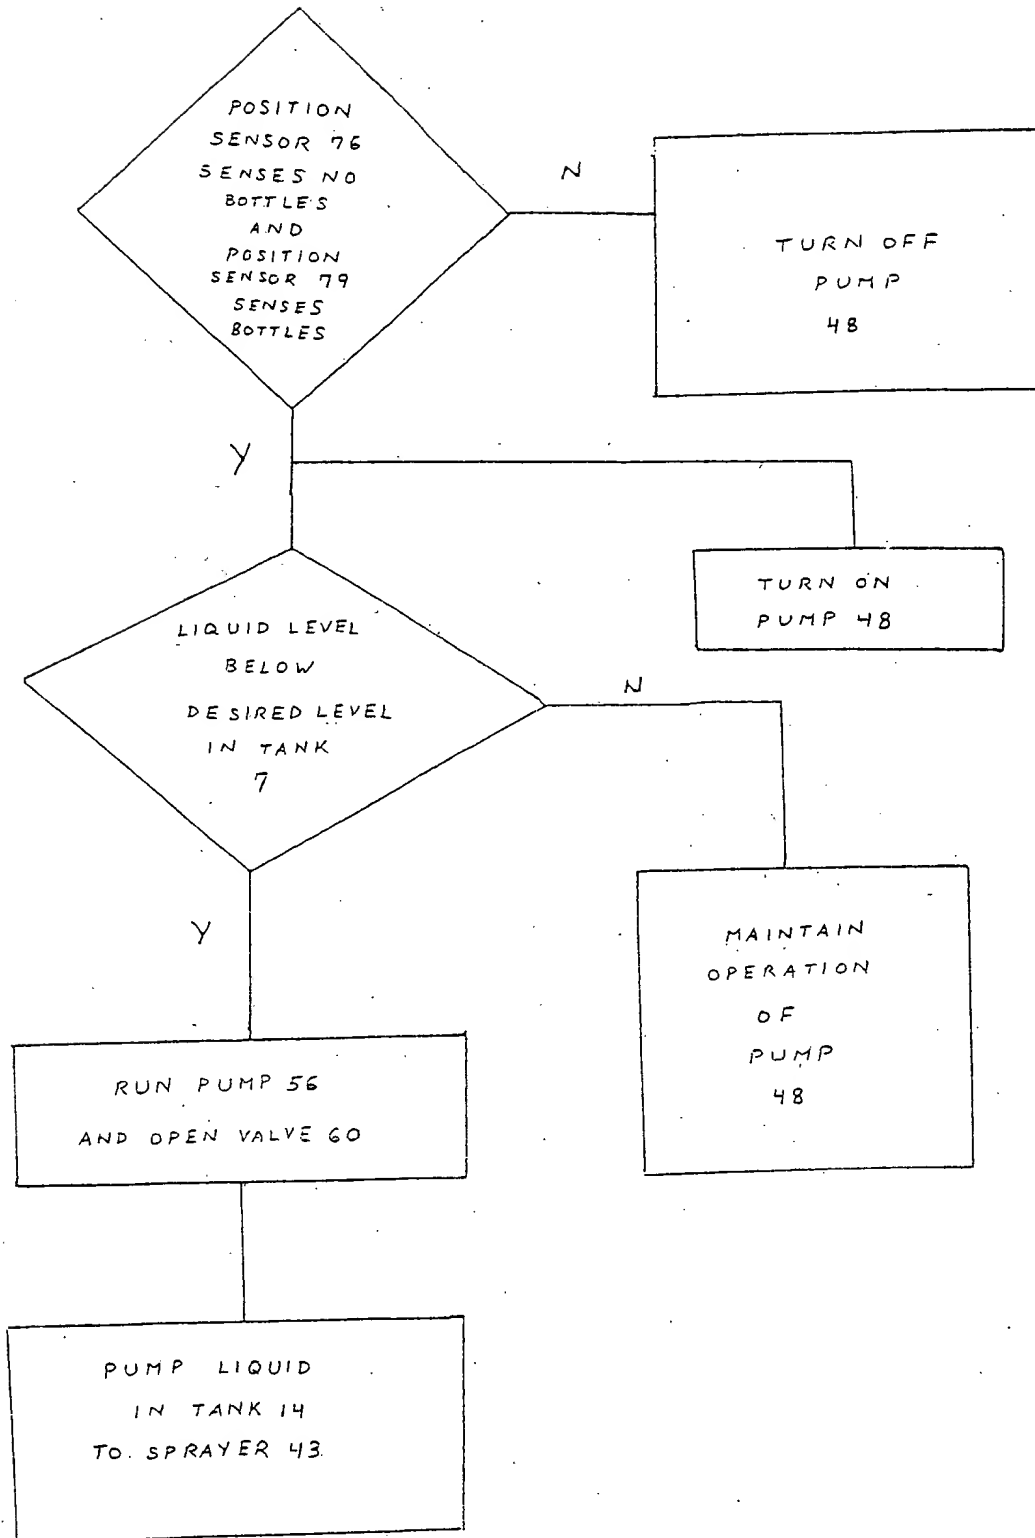 POSITION
SENSOR 76
SENSES NO
BOTTLES
AND
POSITION
SENSOR 79
SENSES
BOTTLES
N
TURN OFF
PUMP
48
Y
TURN ON
PUMP 48
LIQUID LEVEL
BELOW
DESIRED LEVEL
IN TANK
7
N
Y
MAINTAIN
OPERATION
OF
PUMP
48
RUN PUMP 56
AND OPEN VALVE 60
PUMP LIQUID
IN TANK 14
TO. SPRAYER 43.